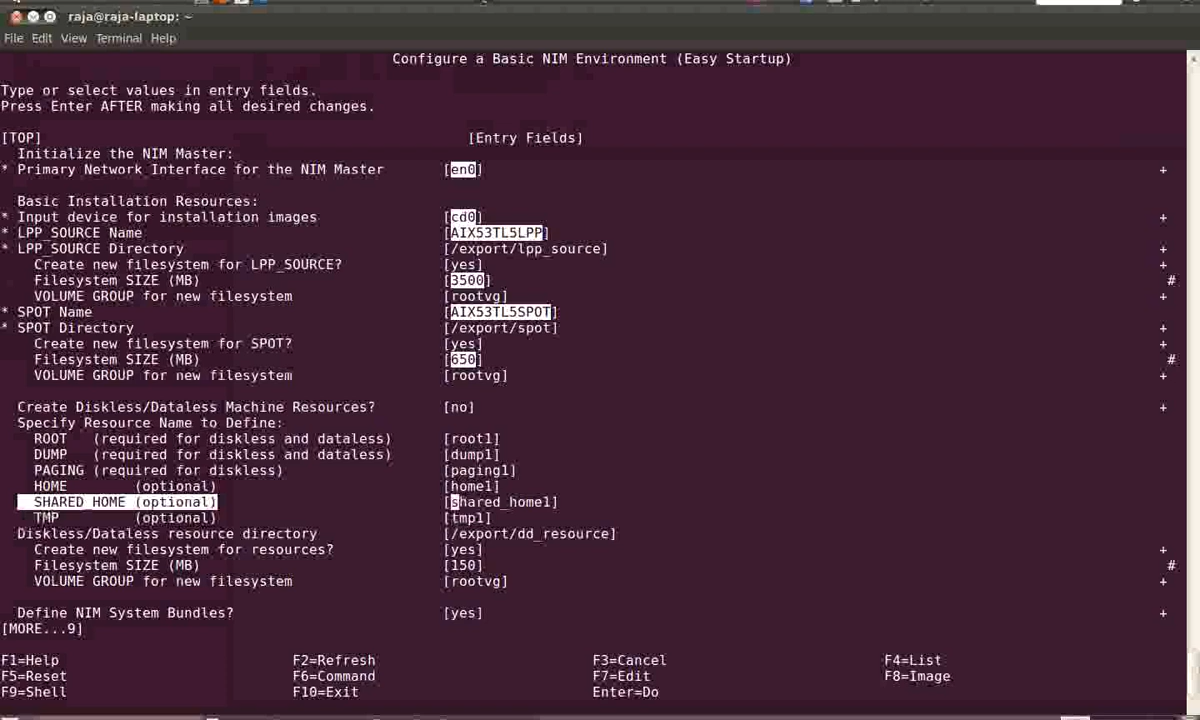 raja@raja-laptop: ~
File Edit View Terminal Help
Configure a Basic NIM Environment (Easy Startup)
Type or select values in entry fields.
Press Enter AFTER making all desired changes.
[TOP] [Entry Fields]
Initialize the NIM Master:
* Primary Network Interface for the NIM Master [en0] +
Basic Installation Resources:
* Input device for installation images [cd0] +
* LPP_SOURCE Name [AIX53TL5LPP]
* LPP_SOURCE Directory [/export/lpp_source] +
Create new filesystem for LPP_SOURCE? [yes] +
Filesystem SIZE (MB) [3500] #
VOLUME GROUP for new filesystem [rootvg] +
* SPOT Name [AIX53TL5SPOT]
* SPOT Directory [/export/spot] +
Create new filesystem for SPOT? [yes] +
Filesystem SIZE (MB) [650] #
VOLUME GROUP for new filesystem [rootvg] +
Create Diskless/Dataless Machine Resources? [no] +
Specify Resource Name to Define:
ROOT (required for diskless and dataless) [root1]
DUMP (required for diskless and dataless) [dump1]
PAGING (required for diskless) [paging1]
HOME (optional) [home1]
SHARED_HOME (optional) [shared_home1]
TMP (optional) [tmp1]
Diskless/Dataless resource directory [/export/dd_resource]
Create new filesystem for resources? [yes] +
Filesystem SIZE (MB) [150] #
VOLUME GROUP for new filesystem [rootvg] +
Define NIM System Bundles? [yes] +
[MORE...9]
F1=Help F2=Refresh F3=Cancel F4=List
F5=Reset F6=Command F7=Edit F8=Image
F9=Shell F10=Exit Enter=Do